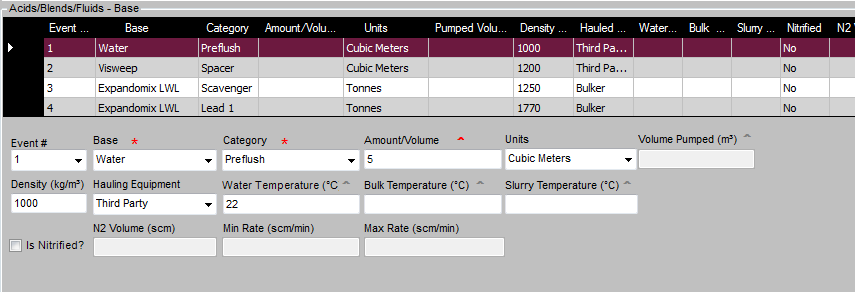 Acids/Blends/Fluids - Base
Event ... Base Category Amount/Volu... Units Pumped Volu... Density ... Hauled ... Water... Bulk ... Slurry ... Nitrified N2 V
1 Water Preflush Cubic Meters 1000 Third Pa... No
2 Visweep Spacer Cubic Meters 1200 Third Pa... No
3 Expandomix LWL Scavenger Tonnes 1250 Bulker No
4 Expandomix LWL Lead 1 Tonnes 1770 Bulker No
Event # Base * Category * Amount/Volume ^ Units Volume Pumped (m³) ^
1 Water Preflush 5 Cubic Meters
Density (kg/m³) Hauling Equipment Water Temperature (°C ^ Bulk Temperature (°C) ^ Slurry Temperature (°C) ^
1000 Third Party 22
N2 Volume (scm) Min Rate (scm/min) Max Rate (scm/min)
Is Nitrified?